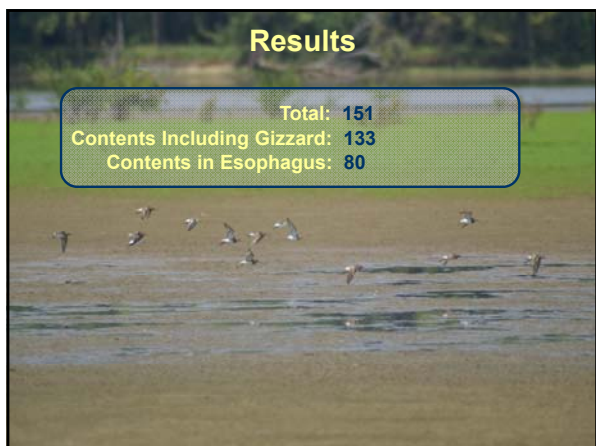 Results
Total: 151
Contents Including Gizzard: 133
Contents in Esophagus: 80